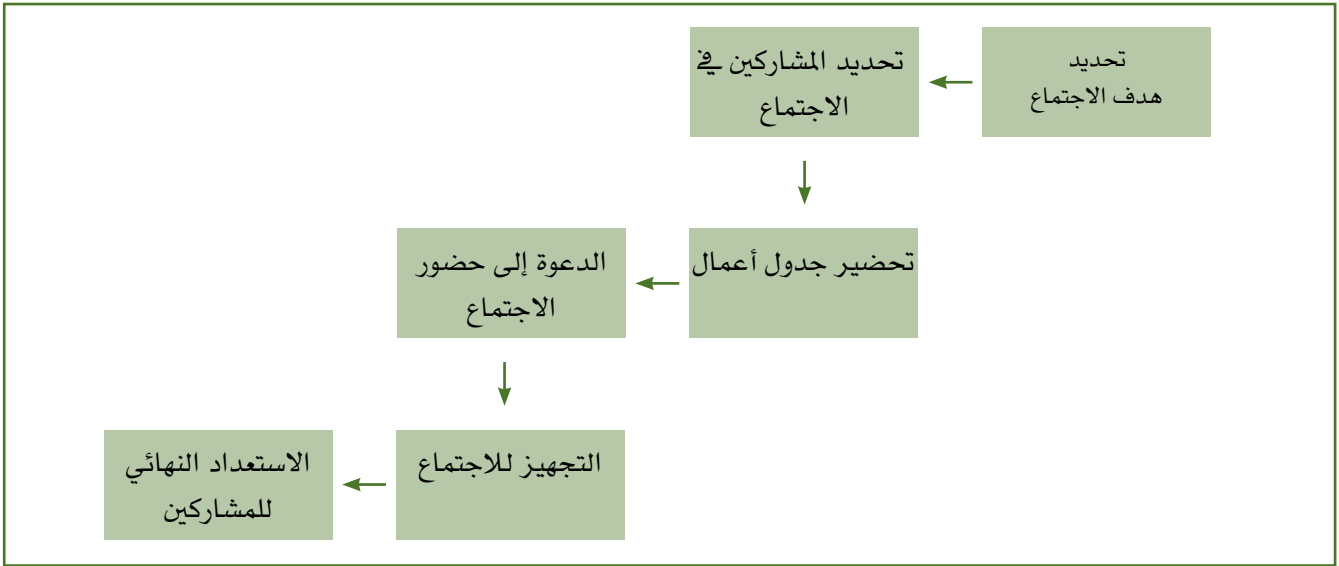 تحديد
هدف الاجتماع
تحديد المشاركين في
الاجتماع
تحضير جدول أعمال
الدعوة إلى حضور
الاجتماع
التجهيز للاجتماع
الاستعداد النهائي
للمشاركين